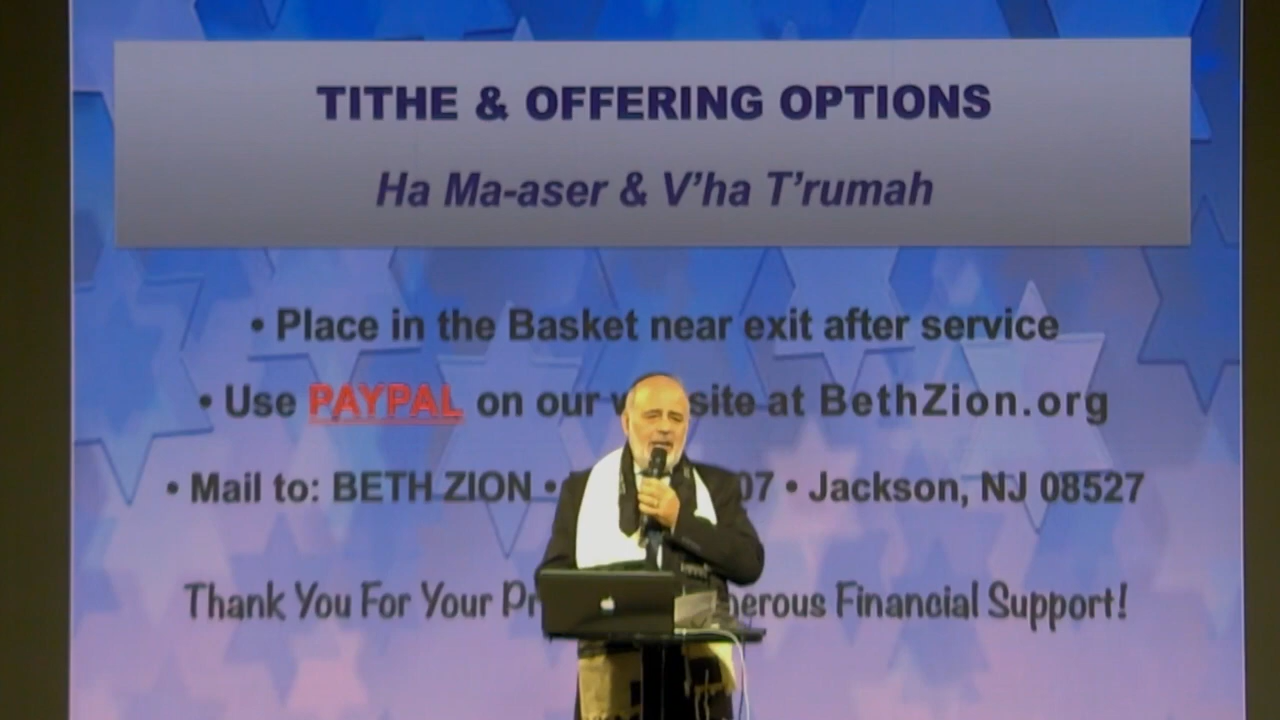 TITHE & OFFERING OPTIONS
Ha Ma-aser & V’ha T’rumah
• Place in the Basket near exit after service
• Use PAYPAL on our site at BethZion.org
• Mail to: BETH ZION • 07 • Jackson, NJ 08527
Thank You For Your Financial Support!